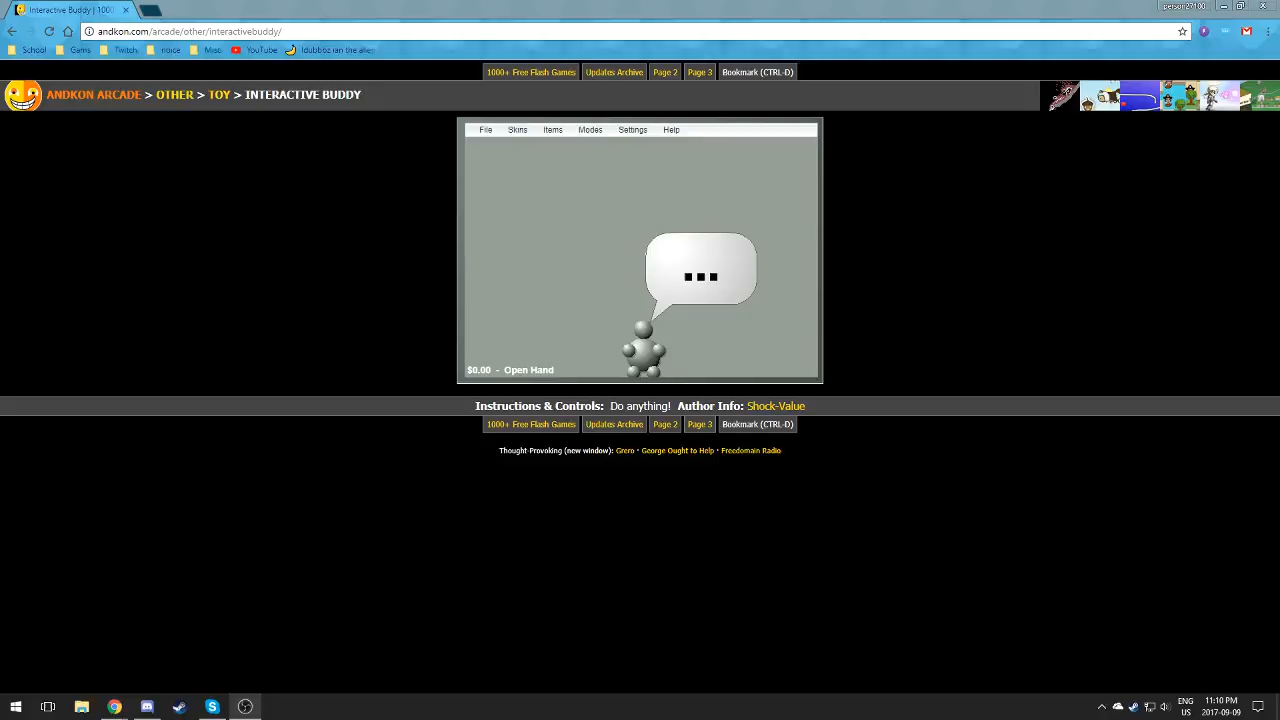 Interactive Buddy | 100
person27100
andkon.com/arcade/other/interactivebuddy/
School Gams Twitch Misc YouTube
1000+ Free Flash Games Updates Archive Page 2 Page 3 Bookmark (CTRL-D)
ANDKON ARCADE > OTHER > TOY > INTERACTIVE BUDDY
File Skins Items Modes Settings Help
...
$0.00 - Open Hand
Instructions & Controls: Do anything! Author Info: Shock-Value
1000+ Free Flash Games Updates Archive Page 2 Page 3 Bookmark (CTRL-D)
Thought-Provoking (new window): Grero • George Ought to Help • Freedomain Radio
ENG 11:10 PM
US 2017-09-09